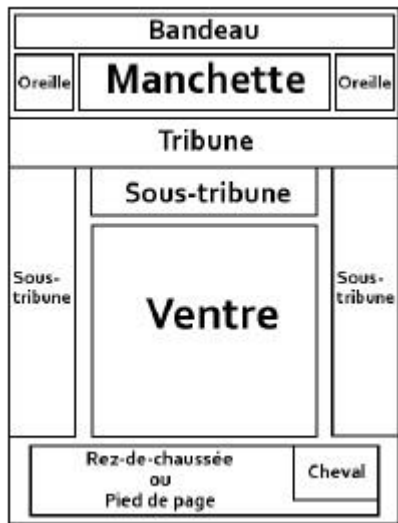 Bandeau
Oreille
Manchette
Oreille
Tribune
Sous-tribune
Sous-
tribune
Ventre
Sous-
tribune
Rez-de-chaussée
ou
Pied de page
Cheval